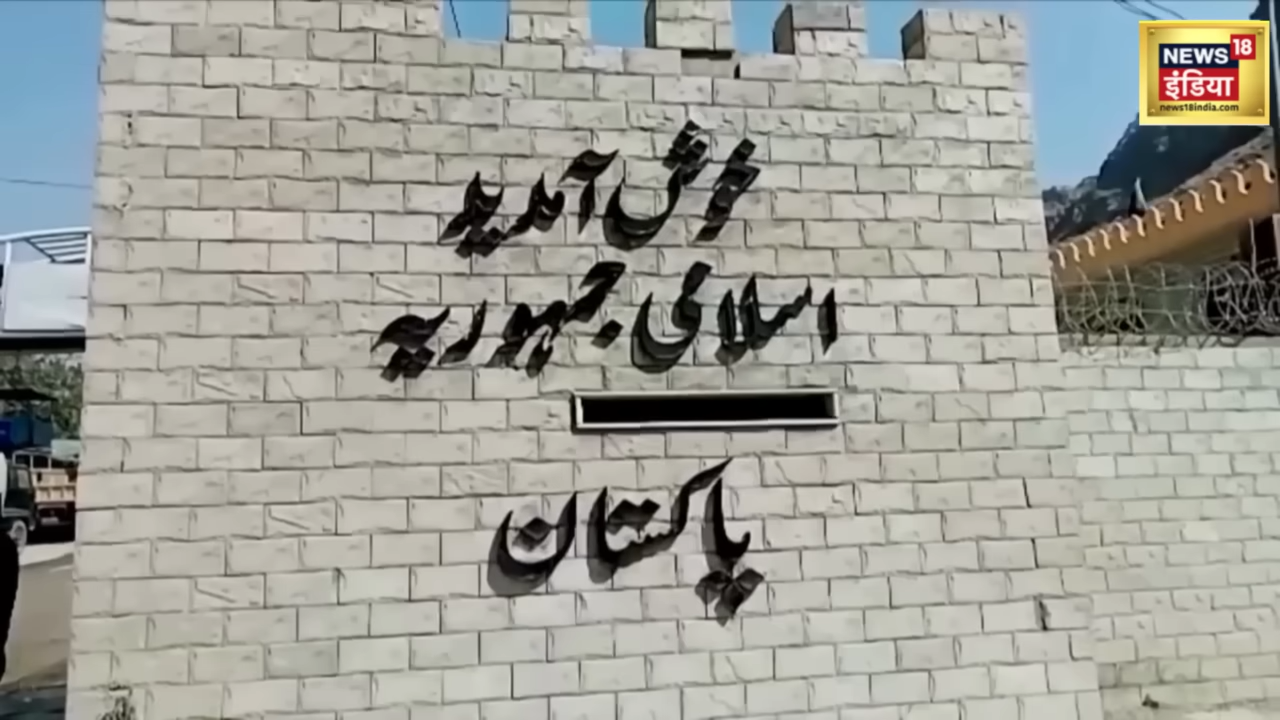 NEWS 18
इंडिया
news18india.com
خوش آمدید
اسلامی جمہوریہ
پاکستان